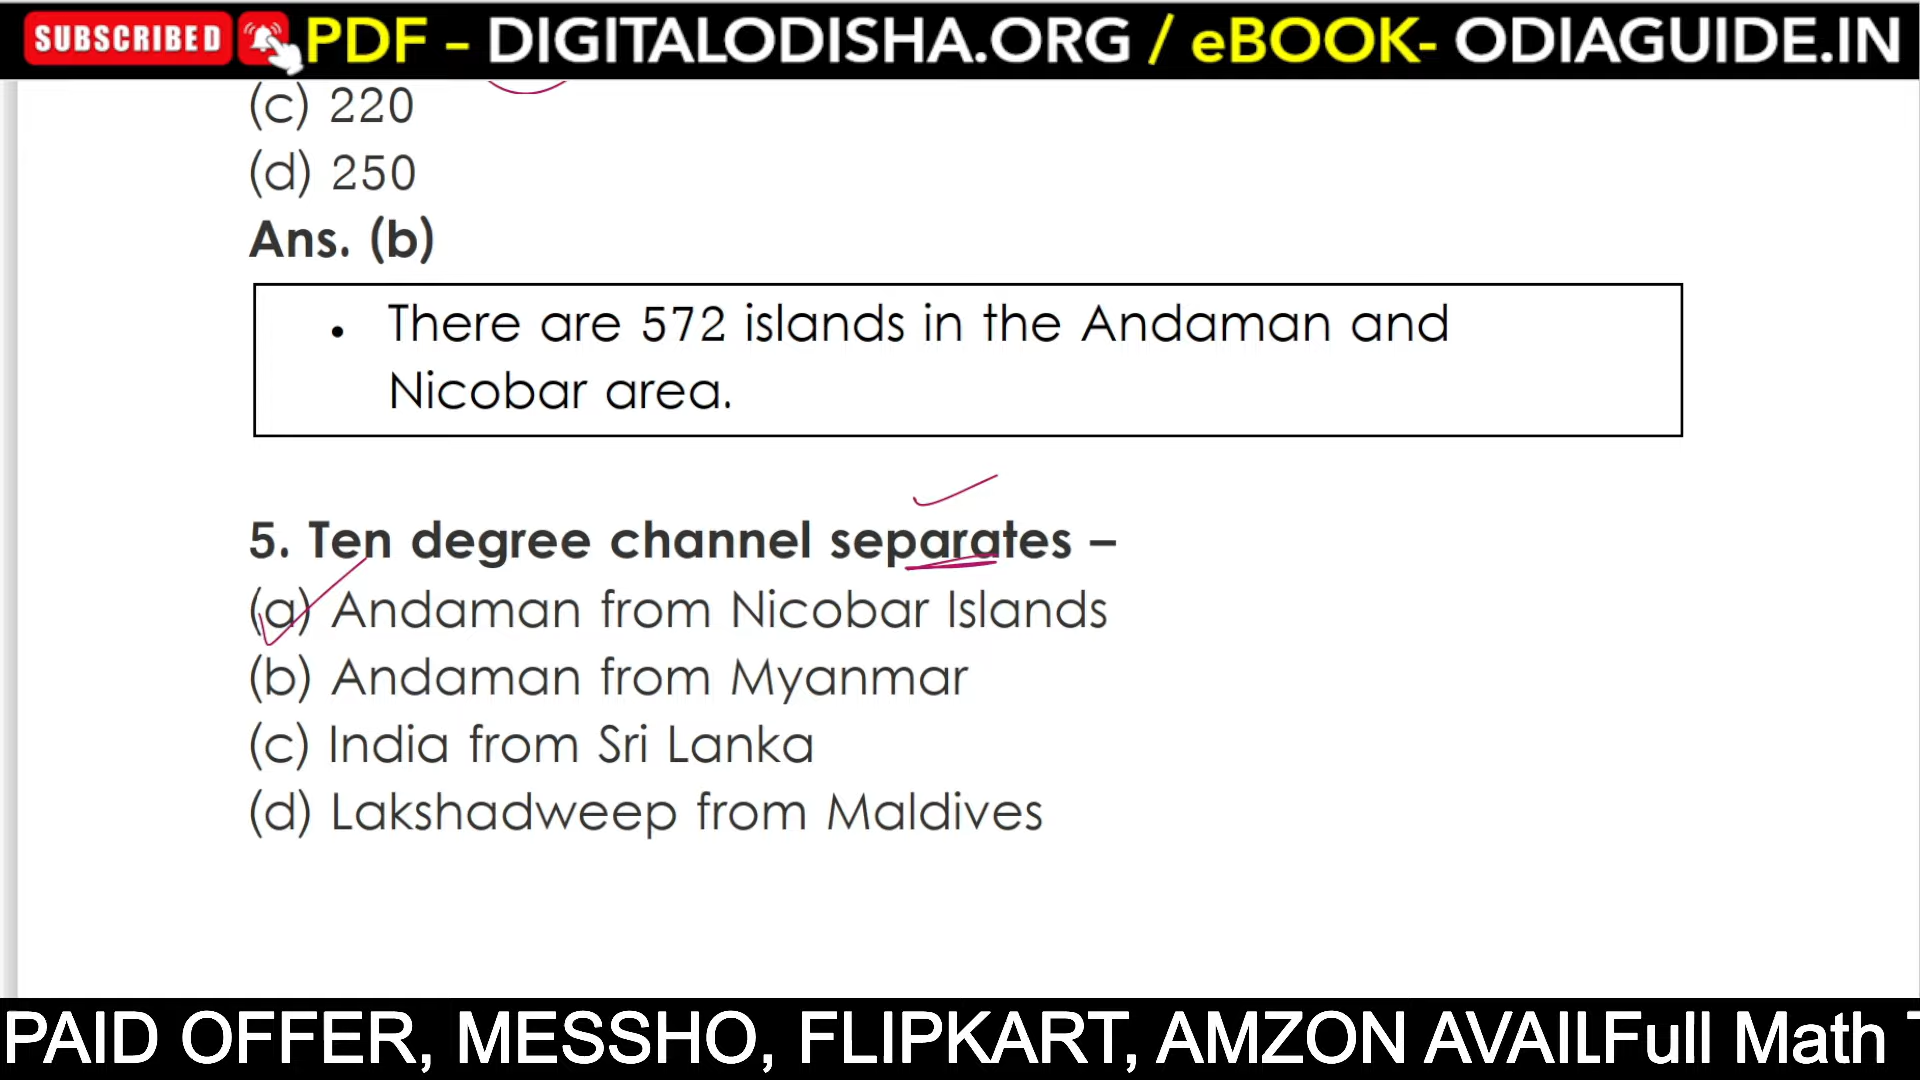 SUBSCRIBED PDF – DIGITALODISHA.ORG / eBOOK- ODIAGUIDE.IN
(c) 220
(d) 250
Ans. (b)
• There are 572 islands in the Andaman and
Nicobar area.
5. Ten degree channel separates –
(a) Andaman from Nicobar Islands
(b) Andaman from Myanmar
(c) India from Sri Lanka
(d) Lakshadweep from Maldives
PAID OFFER, MESSHO, FLIPKART, AMZON AVAIL Full Math